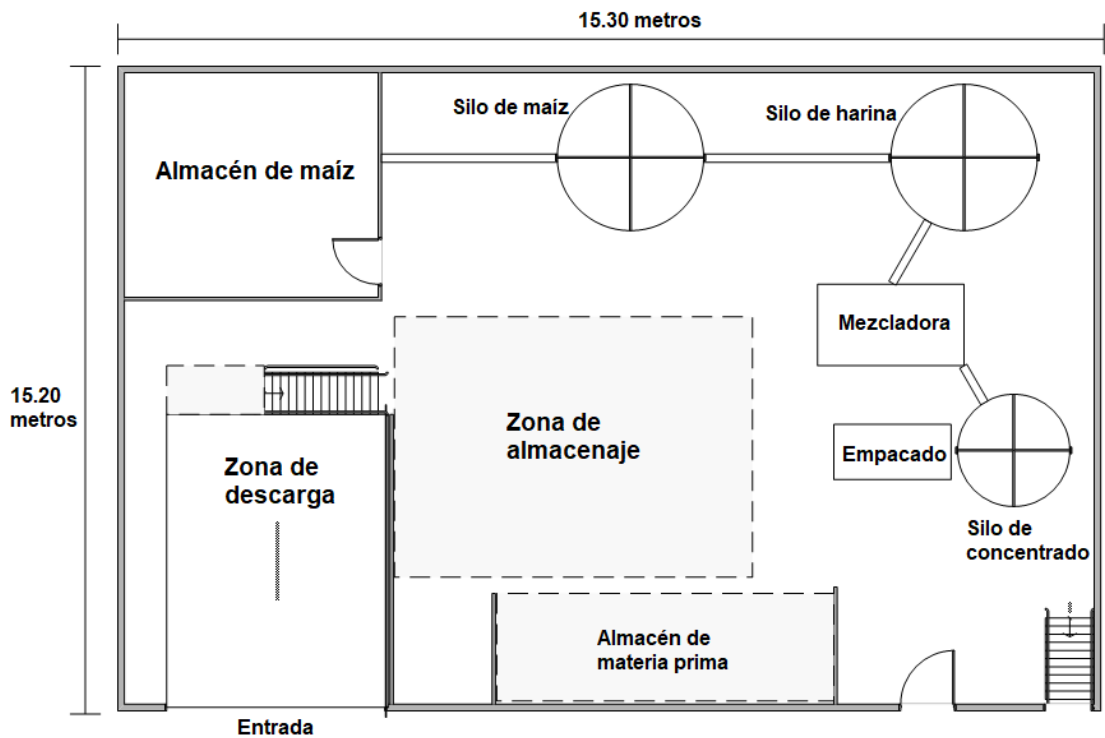 15.30 metros
Silo de maíz
Silo de harina
Almacén de maíz
Mezcladora
15.20
metros
Zona de
almacenaje
Zona de
descarga
Empacado
Silo de
concentrado
Almacén de
materia prima
Entrada